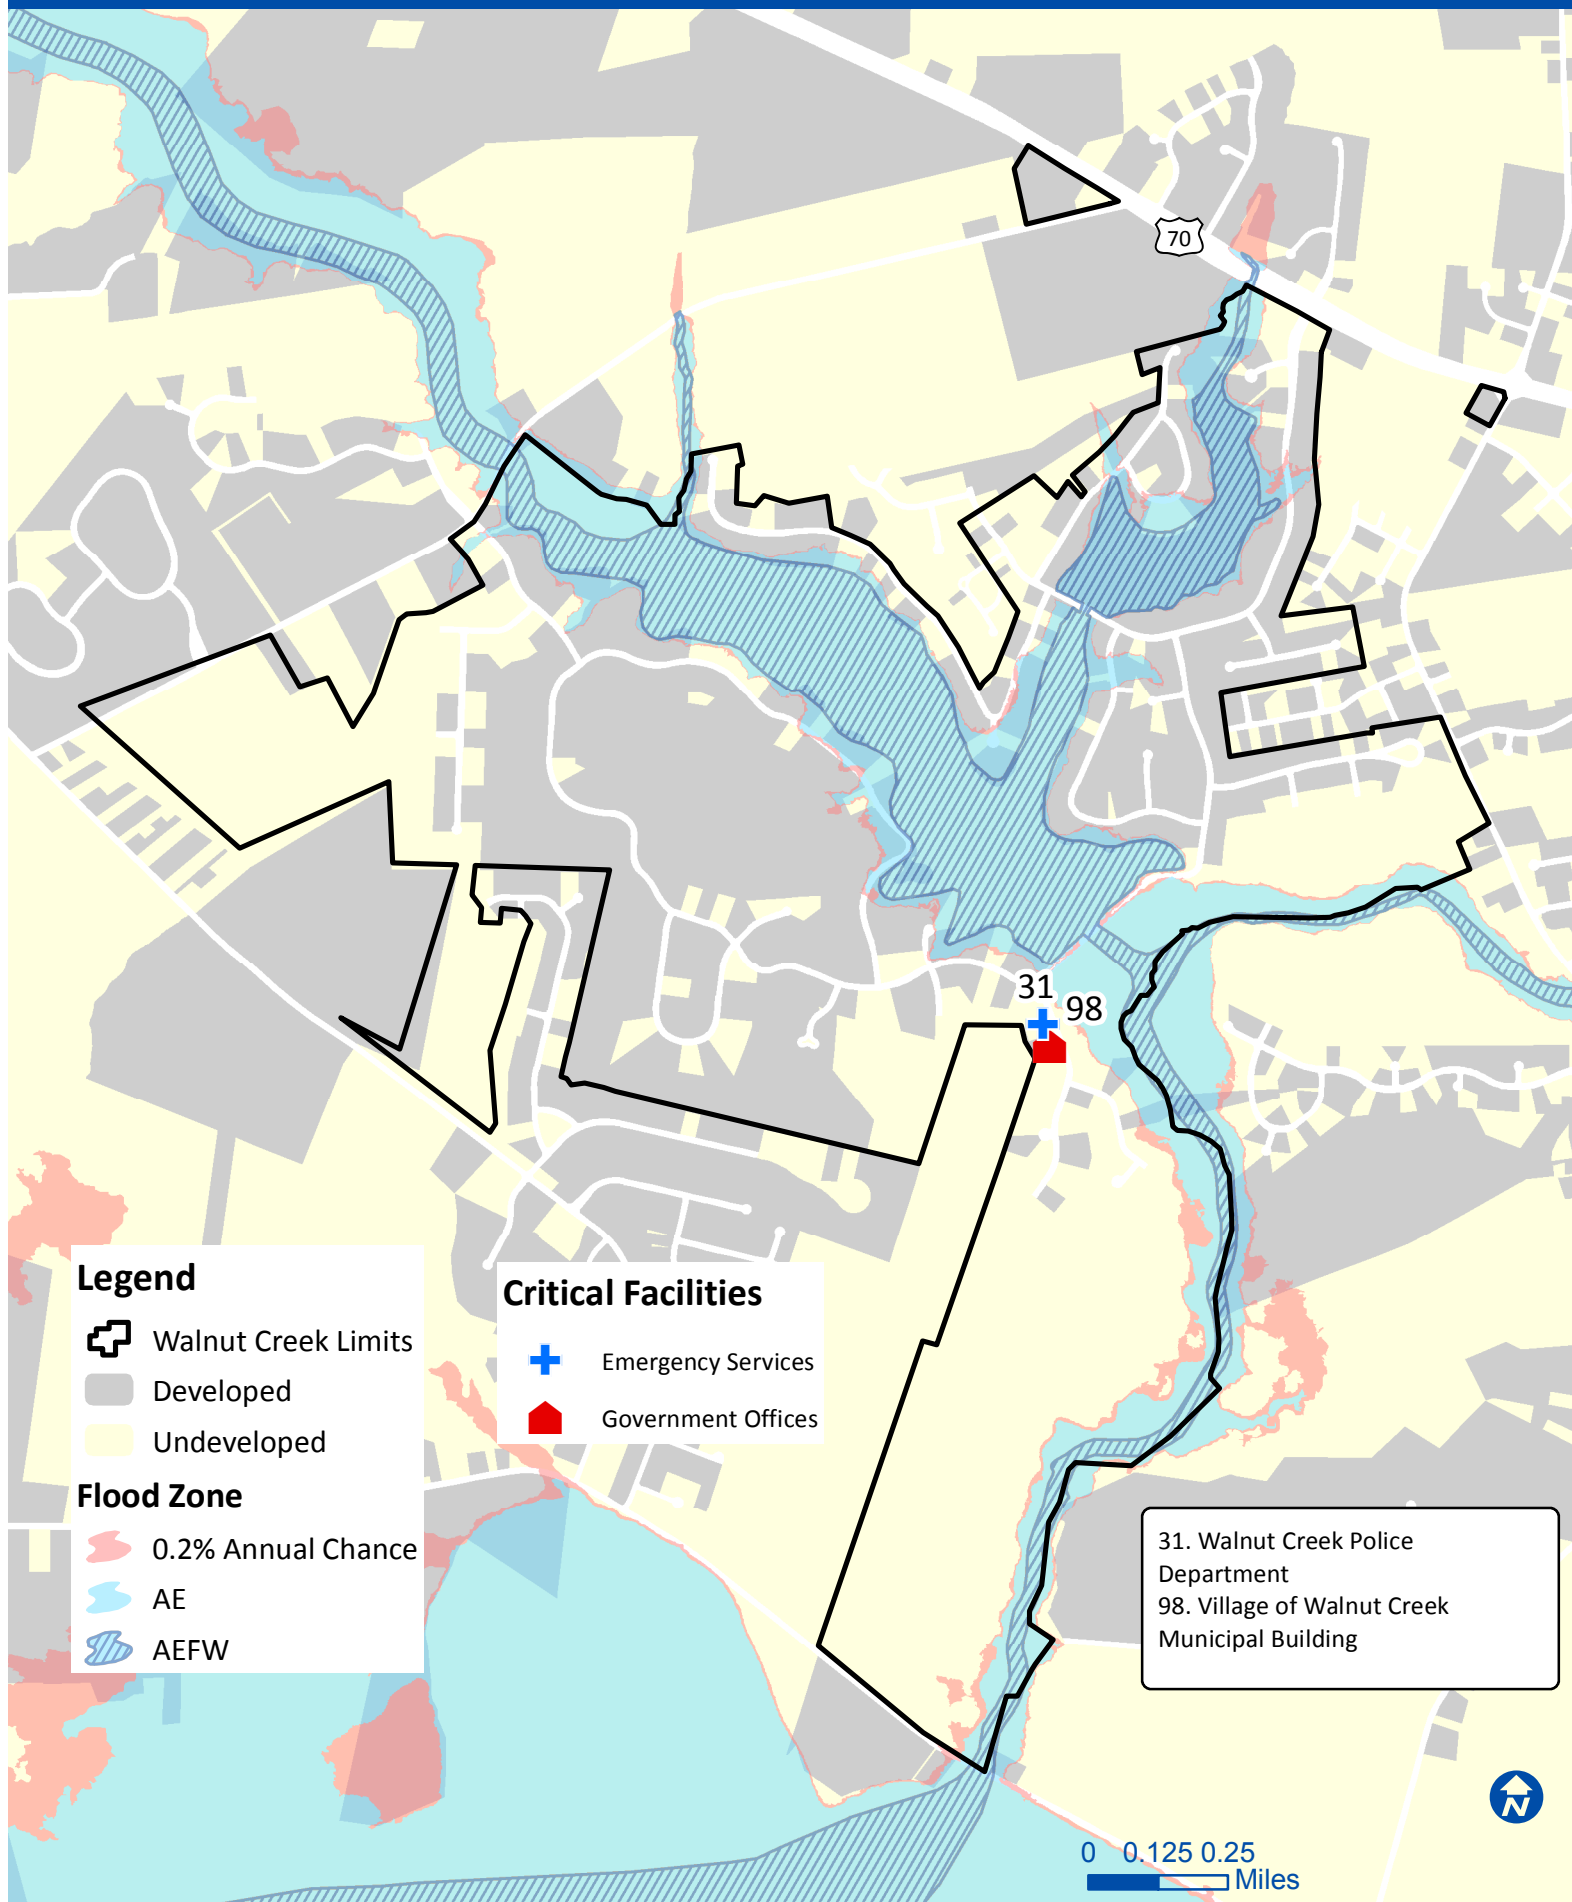 70
31
98
Legend
Walnut Creek Limits
Developed
Undeveloped
Flood Zone
0.2% Annual Chance
AE
AEFW
Critical Facilities
Emergency Services
Government Offices
31. Walnut Creek Police
Department
98. Village of Walnut Creek
Municipal Building
N
0 0.125 0.25
Miles